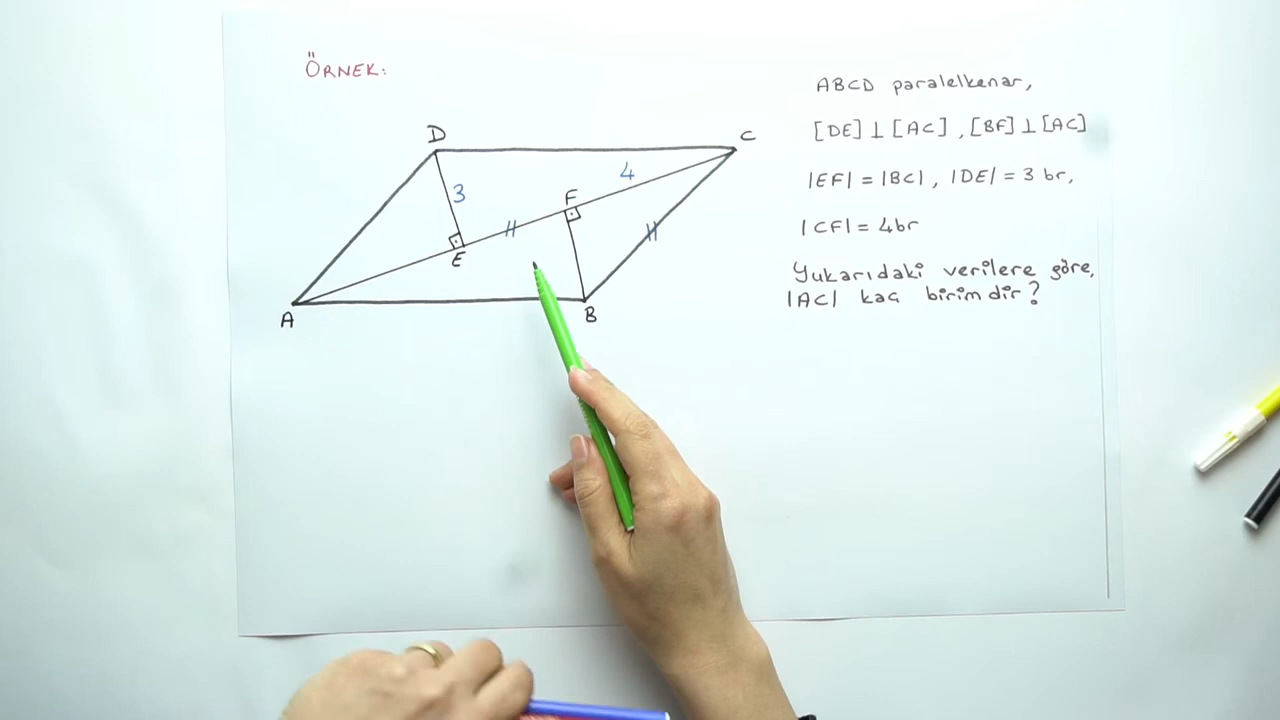 ÖRNEK:
ABCD paralelkenar,
[DE] ⊥ [AC] , [BF] ⊥ [AC]
|EF| = |BC| , |DE| = 3 br,
|CF| = 4br
Yukarıdaki verilere göre,
|AC| kaç birimdir?
D
C
4
3
F
E
A
B